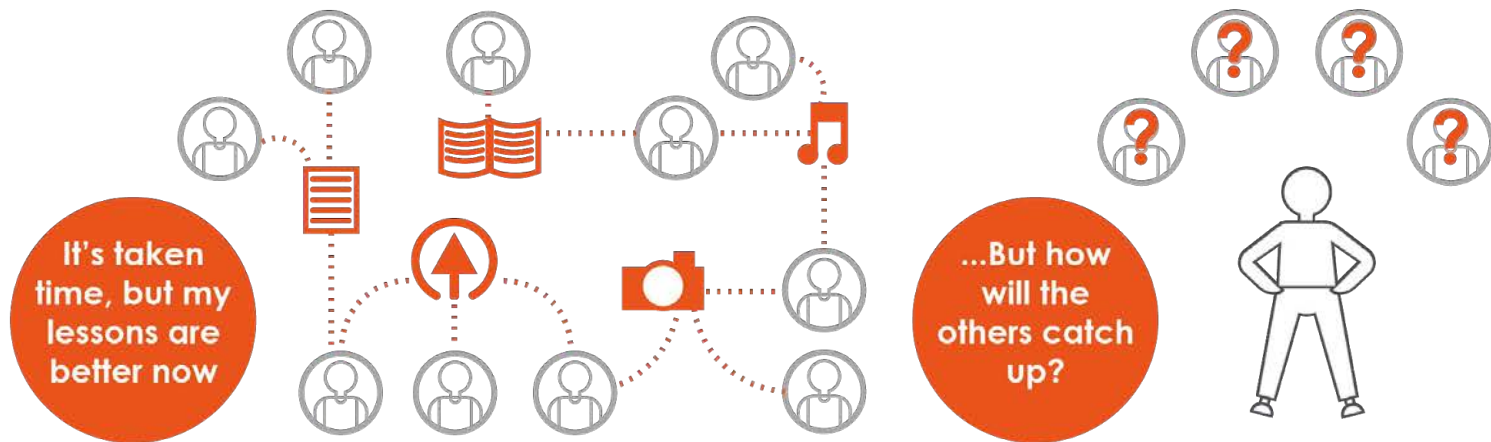 It's taken
time, but my
lessons are
better now
...But how
will the
others catch
up?
? ?
? ?